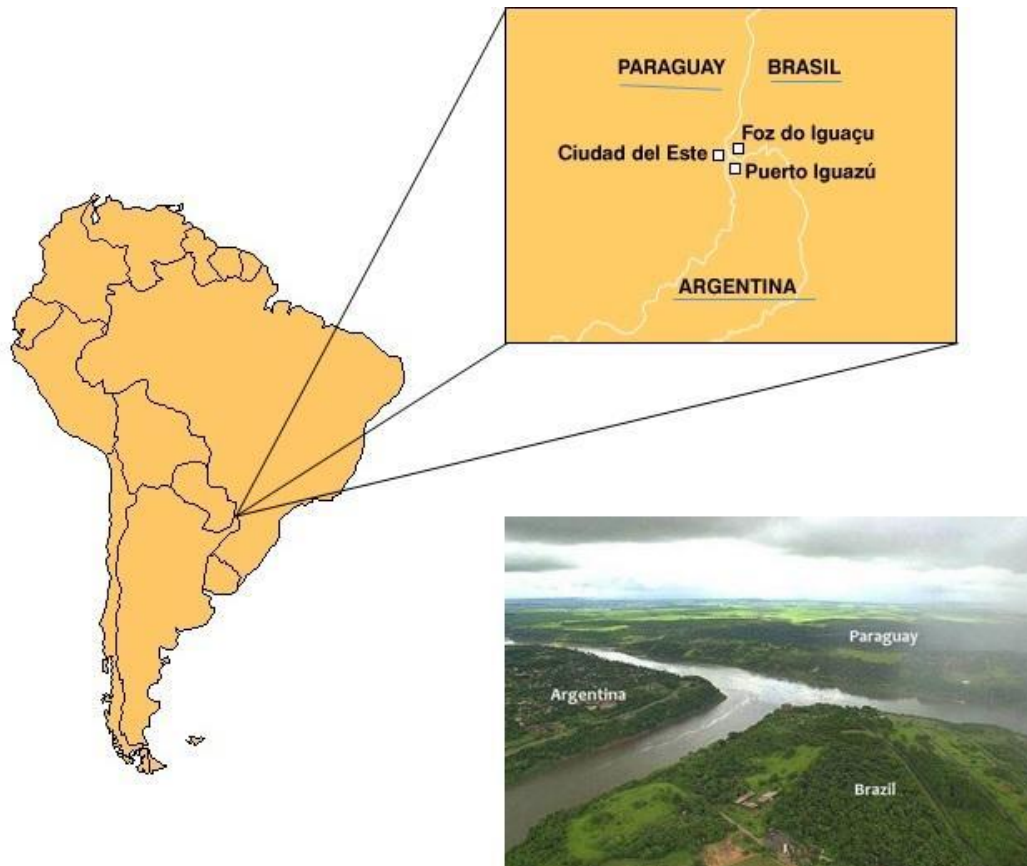 PARAGUAY BRASIL
Foz do Iguaçu
Ciudad del Este
Puerto Iguazú
ARGENTINA
Paraguay
Argentina
Brazil